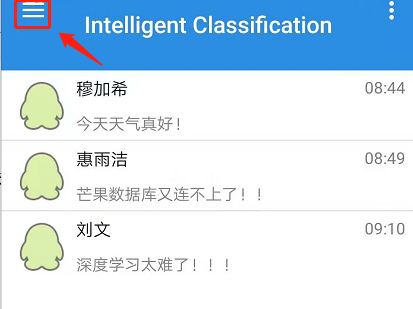 Intelligent Classification
穆加希
08:44
今天天气真好!
惠雨洁
08:49
芒果数据库又连不上了!!
刘文
09:10
深度学习太难了!!!